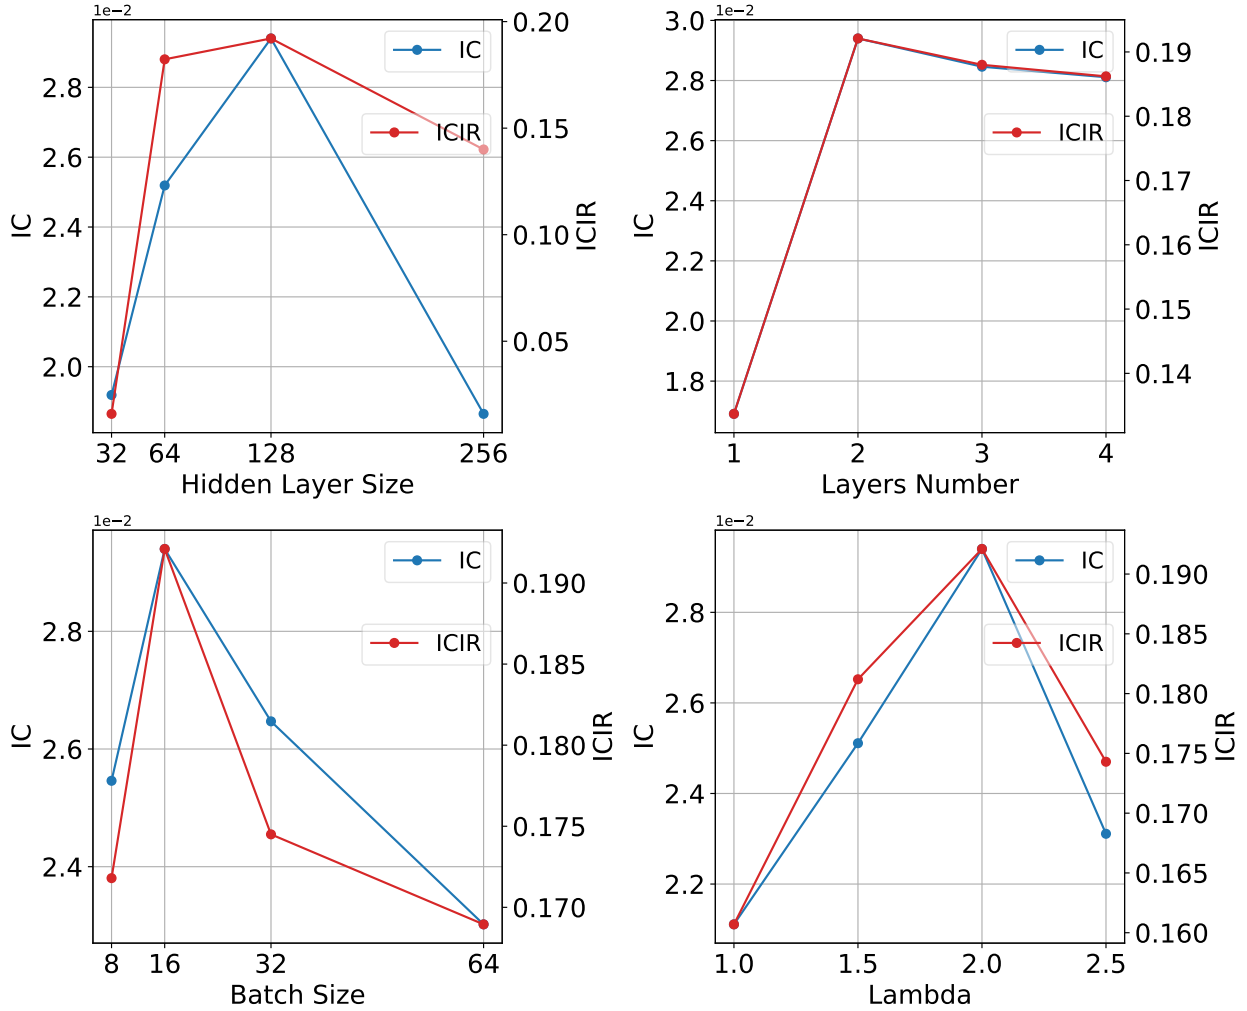 1e−2
IC
ICIR
2.8
2.6
2.4
2.2
2.0
0.20
0.15
0.10
0.05
IC
ICIR
32 64 128 256
Hidden Layer Size
1e−2
IC
ICIR
3.0
2.8
2.6
2.4
2.2
2.0
1.8
0.19
0.18
0.17
0.16
0.15
0.14
IC
ICIR
1 2 3 4
Layers Number
1e−2
IC
ICIR
2.8
2.6
2.4
0.190
0.185
0.180
0.175
0.170
IC
ICIR
8 16 32 64
Batch Size
1e−2
IC
ICIR
2.8
2.6
2.4
2.2
0.190
0.185
0.180
0.175
0.170
0.165
0.160
IC
ICIR
1.0 1.5 2.0 2.5
Lambda